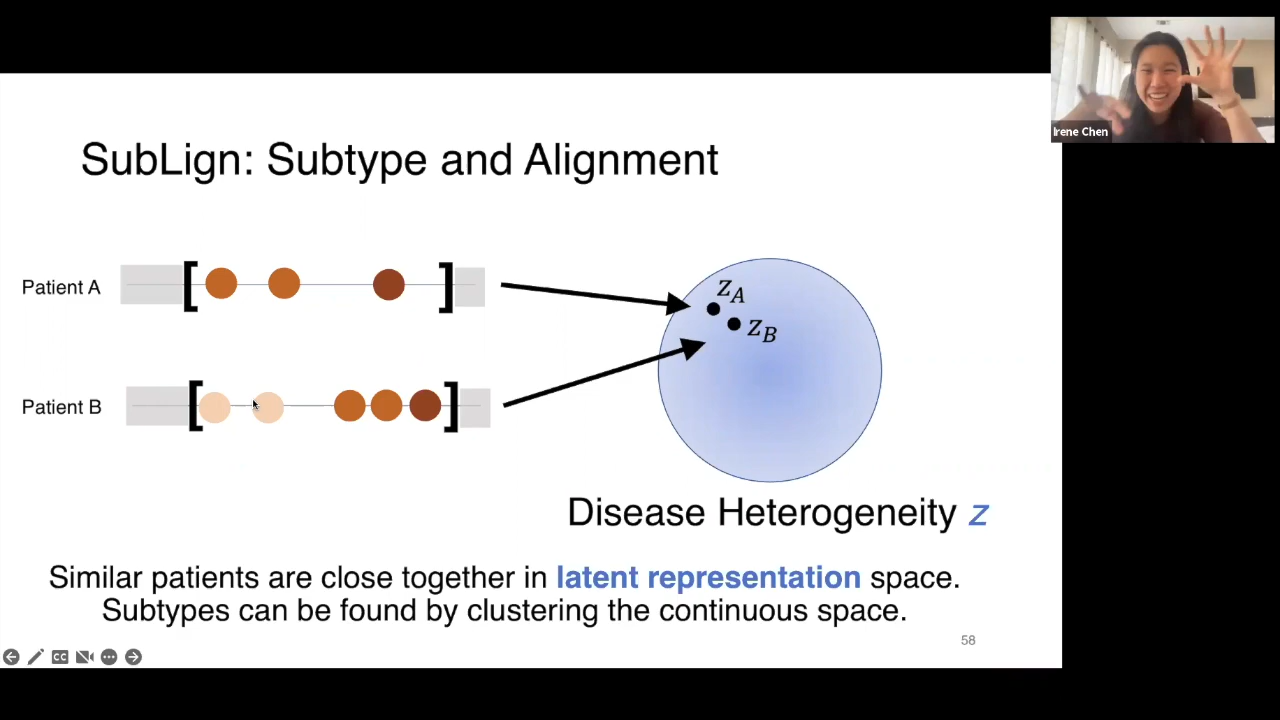 Irene Chen
SubLign: Subtype and Alignment
Patient A
[
]
z_A
z_B
Patient B
[
]
Disease Heterogeneity z
Similar patients are close together in latent representation space.
Subtypes can be found by clustering the continuous space.
58
CC